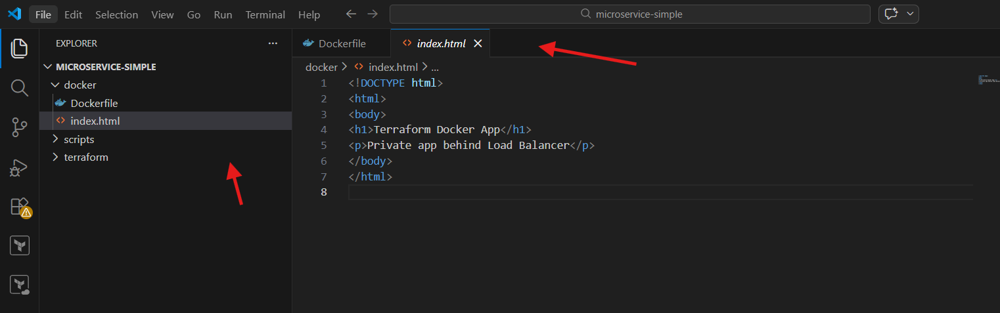 File Edit Selection View Go Run Terminal Help microservice-simple
EXPLORER ...
MICROSERVICE-SIMPLE
docker
Dockerfile
index.html
scripts
terraform
Dockerfile index.html
docker > index.html > ...
1 <!DOCTYPE html>
2 <html>
3 <body>
4 <h1>Terraform Docker App</h1>
5 <p>Private app behind Load Balancer</p>
6 </body>
7 </html>
8